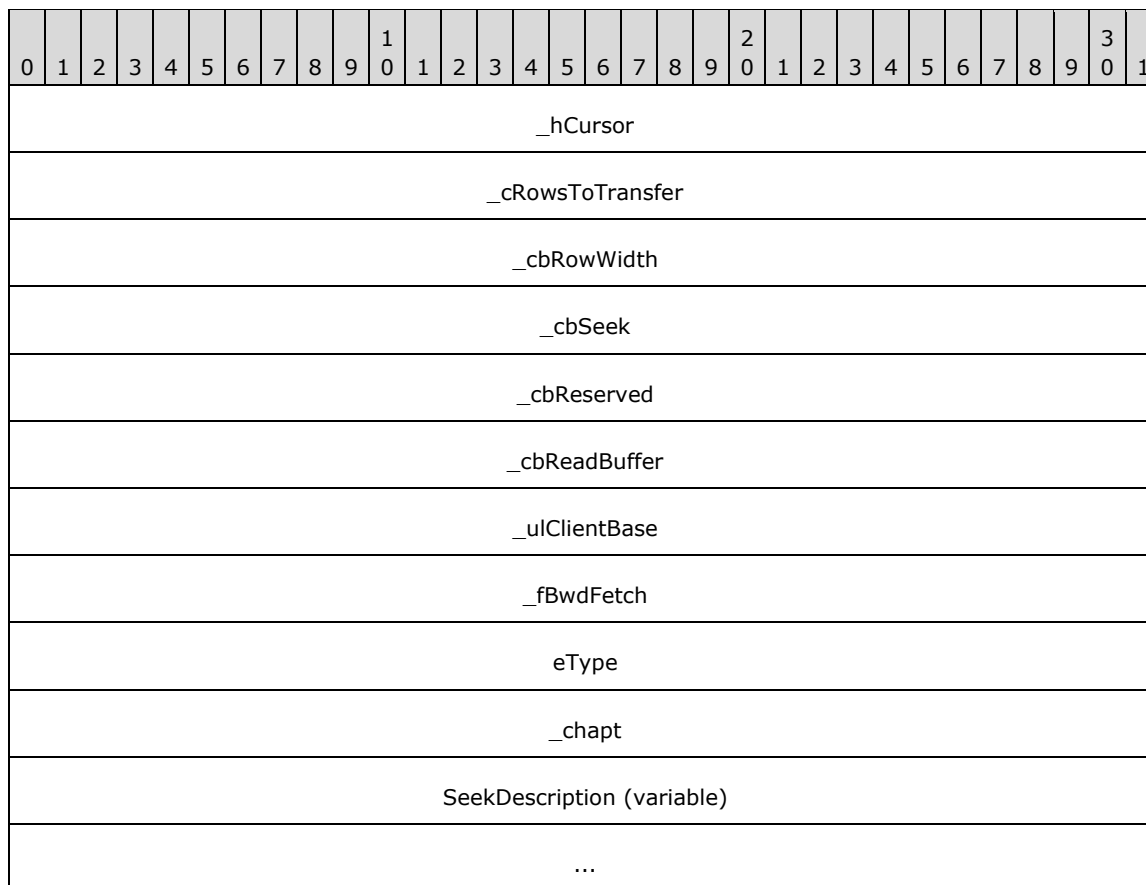 1 2 3
0 1 2 3 4 5 6 7 8 9 0 1 2 3 4 5 6 7 8 9 0 1 2 3 4 5 6 7 8 9 0 1
_hCursor
_cRowsToTransfer
_cbRowWidth
_cbSeek
_cbReserved
_cbReadBuffer
_ulClientBase
_fBwdFetch
eType
_chapt
SeekDescription (variable)
...